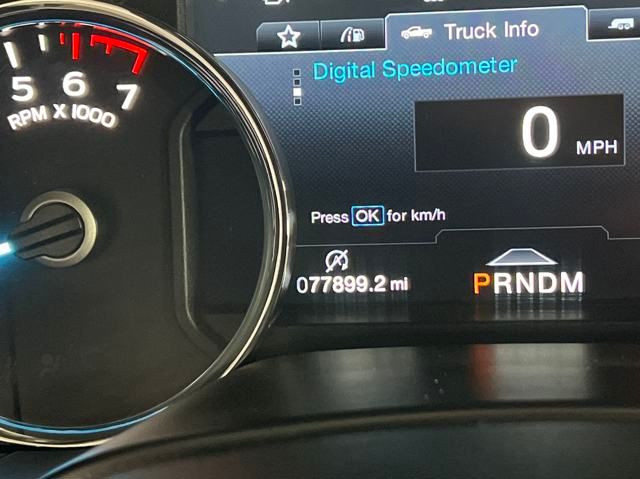 Truck Info
Digital Speedometer
5 6 7
RPM X 1000
0 MPH
Press OK for km/h
077899.2 mi
PRNDM